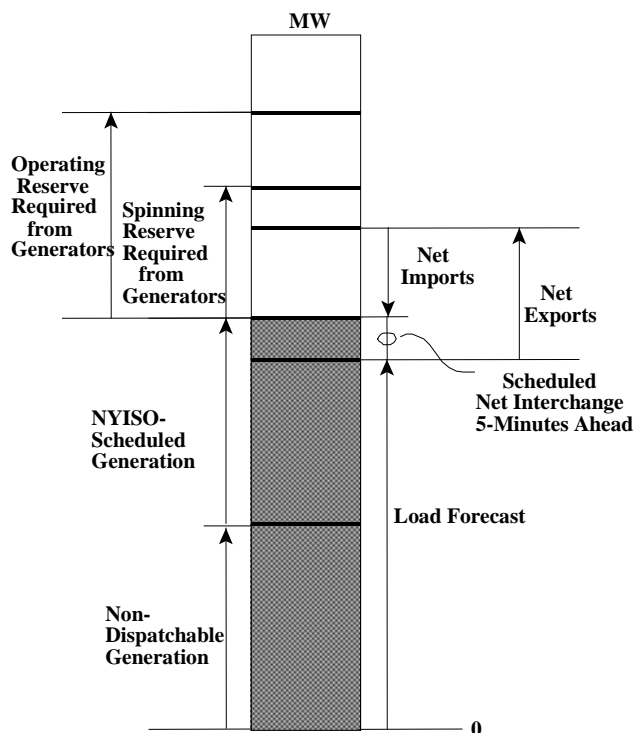 MW
Operating
Reserve
Required
from
Generators
Spinning
Reserve
Required
from
Generators
Net
Imports
Net
Exports
Scheduled
Net Interchange
5-Minutes Ahead
NYISO-
Scheduled
Generation
Load Forecast
Non-
Dispatchable
Generation
0